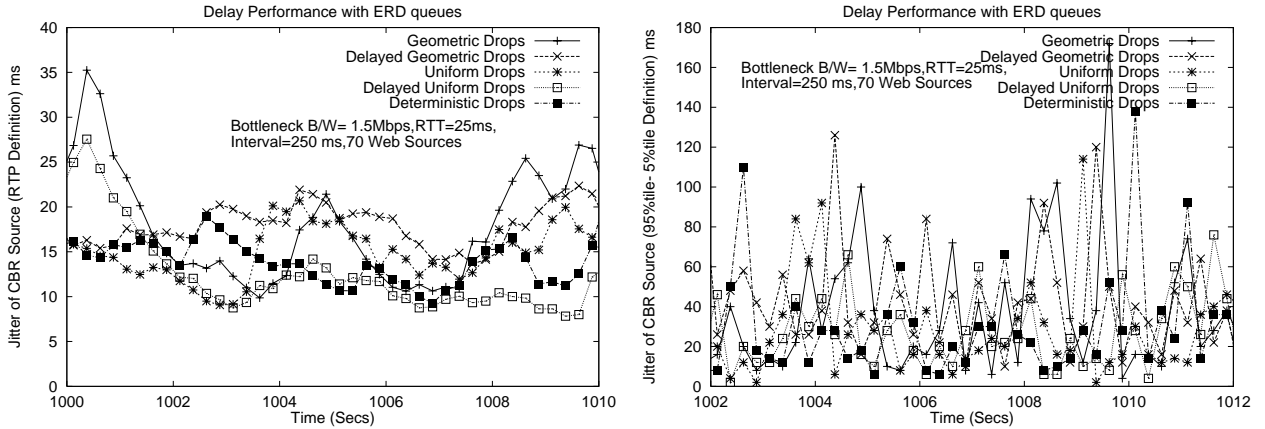 Delay Performance with ERD queues
Jitter of CBR Source (RTP Definition) ms
40
35
30
25
20
15
10
5
0
Geometric Drops
Delayed Geometric Drops
Uniform Drops
Delayed Uniform Drops
Deterministic Drops
Bottleneck B/W= 1.5Mbps,RTT=25ms,
Interval=250 ms,70 Web Sources
1000 1002 1004 1006 1008 1010
Time (Secs)
Delay Performance with ERD queues
Jitter of CBR Source (95%tile- 5%tile Definition) ms
180
160
140
120
100
80
60
40
20
0
Geometric Drops
Delayed Geometric Drops
Uniform Drops
Delayed Uniform Drops
Deterministic Drops
Bottleneck B/W= 1.5Mbps,RTT=25ms,
Interval=250 ms,70 Web Sources
1002 1004 1006 1008 1010 1012
Time (Secs)